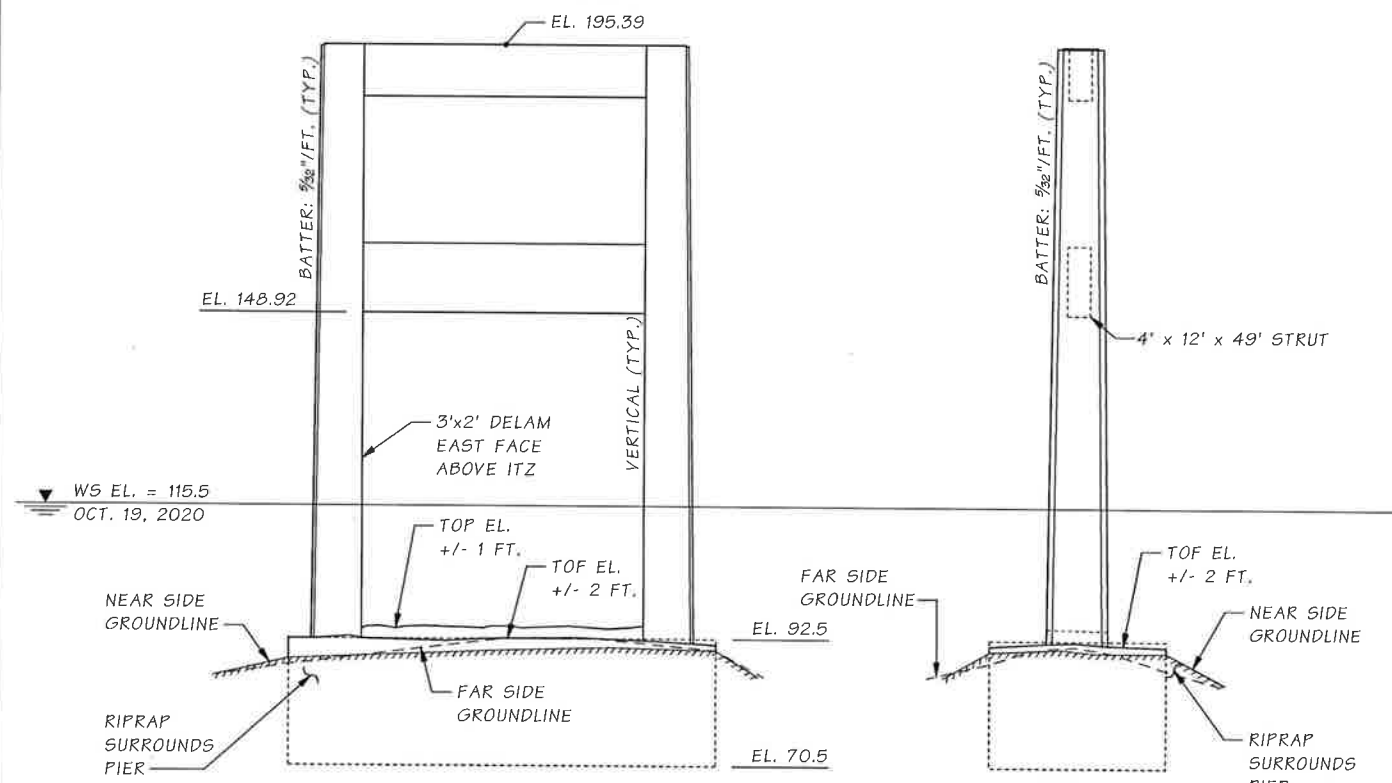 EL. 195.39
BATTER: 5/32"/FT. (TYP.)
BATTER: 5/32"/FT. (TYP.)
EL. 148.92
4' x 12' x 49' STRUT
VERTICAL (TYP.)
3'x2' DELAM
EAST FACE
ABOVE ITZ
WS EL. = 115.5
OCT. 19, 2020
TOP EL.
+/- 1 FT.
TOF EL.
+/- 2 FT.
TOF EL.
+/- 2 FT.
FAR SIDE
GROUNDLINE
NEAR SIDE
GROUNDLINE
NEAR SIDE
GROUNDLINE
EL. 92.5
FAR SIDE
GROUNDLINE
RIPRAP
SURROUNDS
PIER
EL. 70.5
RIPRAP
SURROUNDS
PIER